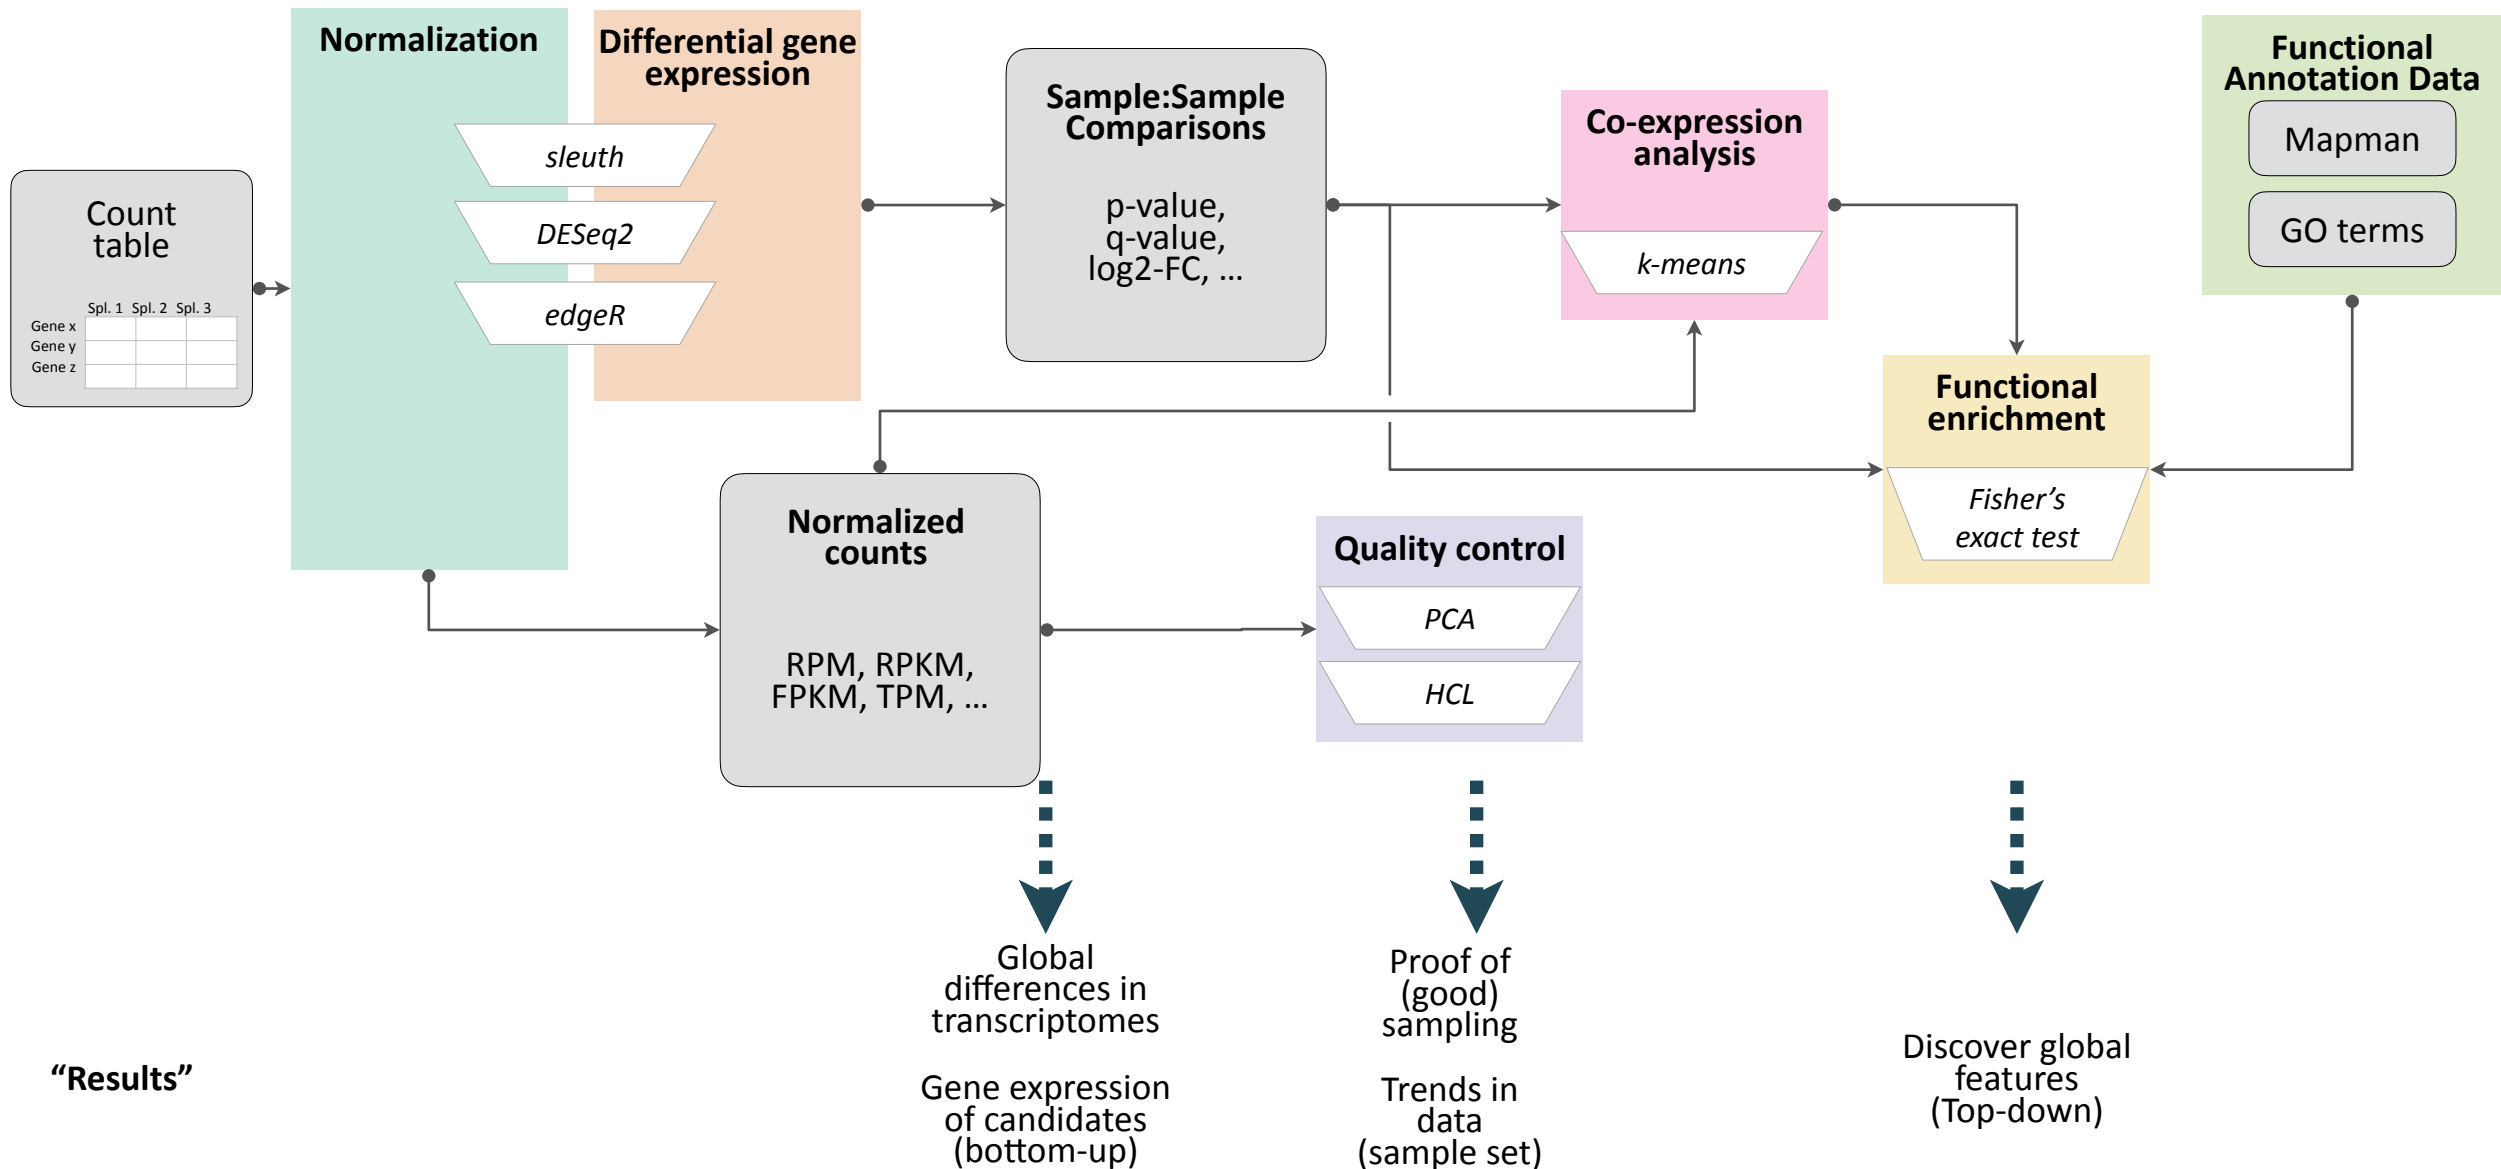 Normalization
Differential gene
expression
sleuth
DESeq2
edgeR
Count
table
Spl. 1 Spl. 2 Spl. 3
Gene x
Gene y
Gene z
Sample:Sample
Comparisons
p-value,
q-value,
log2-FC, ...
Co-expression
analysis
k-means
Functional
Annotation Data
Mapman
GO terms
Functional
enrichment
Fisher’s
exact test
Normalized
counts
RPM, RPKM,
FPKM, TPM, ...
Quality control
PCA
HCL
“Results”
Global
differences in
transcriptomes
Gene expression
of candidates
(bottom-up)
Proof of
(good)
sampling
Trends in
data
(sample set)
Discover global
features
(Top-down)